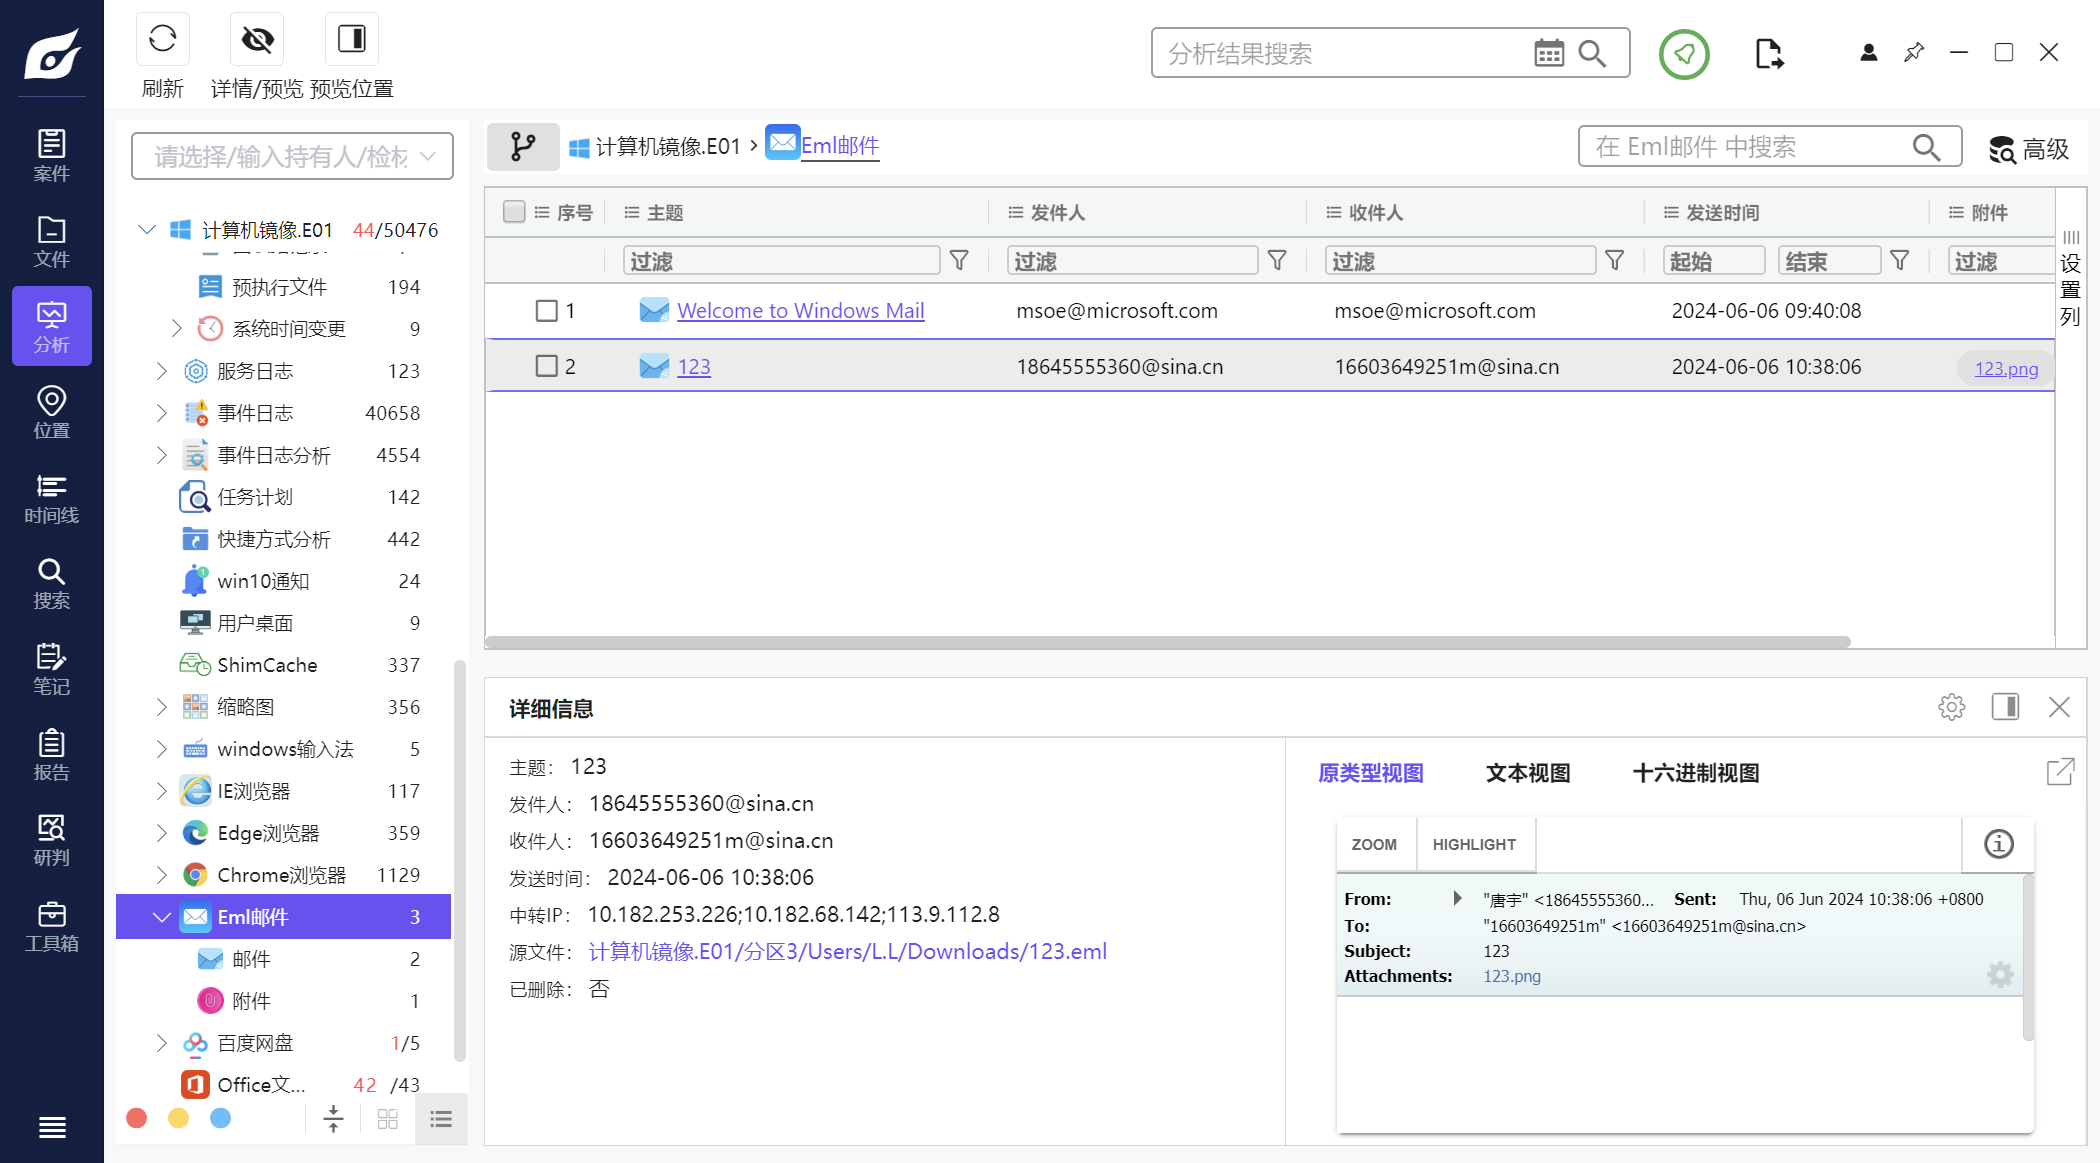 刷新
详情/预览
预览位置
分析结果搜索
案件
文件
分析
位置
时间线
搜索
笔记
报告
研判
工具箱
请选择/输入持有人/检材
计算机镜像.E01 44/50476
预执行文件 194
系统时间变更 9
服务日志 123
事件日志 40658
事件日志分析 4554
任务计划 142
快捷方式分析 442
win10通知 24
用户桌面 9
ShimCache 337
缩略图 356
windows输入法 5
IE浏览器 117
Edge浏览器 359
Chrome浏览器 1129
Eml邮件 3
邮件 2
附件 1
百度网盘 1/5
Office文... 42 /43
计算机镜像.E01 › Eml邮件
在 Eml邮件 中搜索
高级
序号 主题 发件人 收件人 发送时间 附件
过滤 过滤 过滤 起始 结束 过滤
设置列
1 Welcome to Windows Mail msoe@microsoft.com msoe@microsoft.com 2024-06-06 09:40:08
2 123 18645555360@sina.cn 16603649251m@sina.cn 2024-06-06 10:38:06 123.png
详细信息
主题： 123
发件人： 18645555360@sina.cn
收件人： 16603649251m@sina.cn
发送时间： 2024-06-06 10:38:06
中转IP： 10.182.253.226;10.182.68.142;113.9.112.8
源文件： 计算机镜像.E01/分区3/Users/L.L/Downloads/123.eml
已删除： 否
原类型视图 文本视图 十六进制视图
ZOOM HIGHLIGHT
From: "唐宇" <18645555360... Sent: Thu, 06 Jun 2024 10:38:06 +0800
To: "16603649251m" <16603649251m@sina.cn>
Subject: 123
Attachments: 123.png